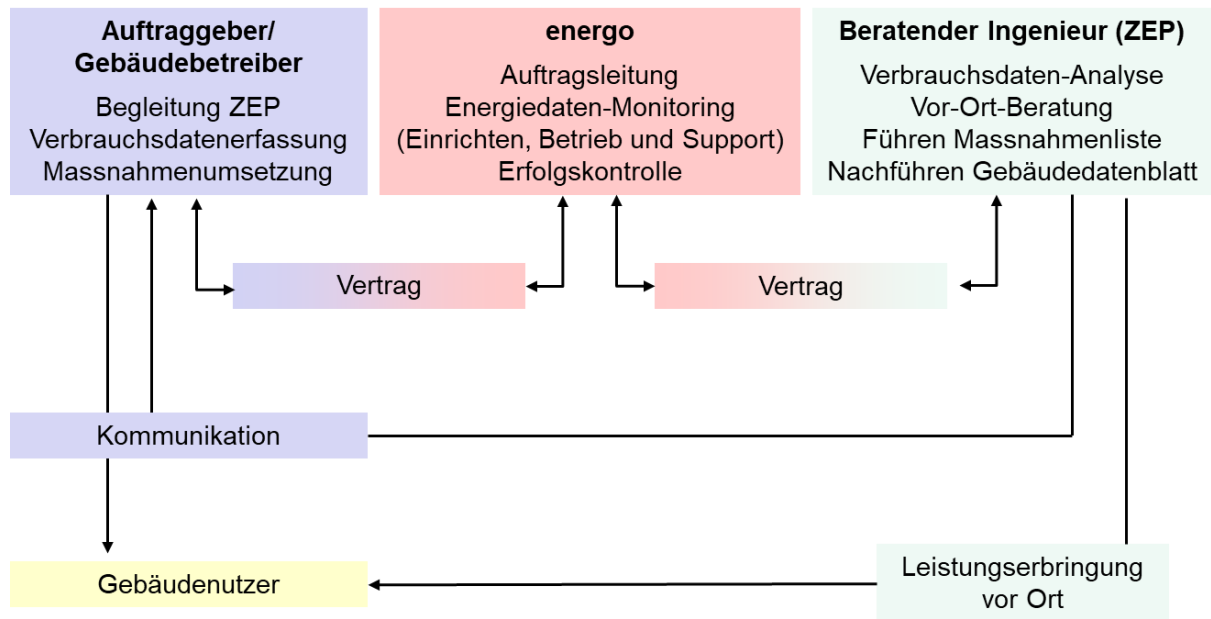 Auftraggeber/
Gebäudebetreiber
Begleitung ZEP
Verbrauchsdatenerfassung
Massnahmenumsetzung
energo
Auftragsleitung
Energiedaten-Monitoring
(Einrichten, Betrieb und Support)
Erfolgskontrolle
Beratender Ingenieur (ZEP)
Verbrauchsdaten-Analyse
Vor-Ort-Beratung
Führen Massnahmenliste
Nachführen Gebäudedatenblatt
Vertrag
Vertrag
Kommunikation
Gebäudenutzer
Leistungserbringung
vor Ort